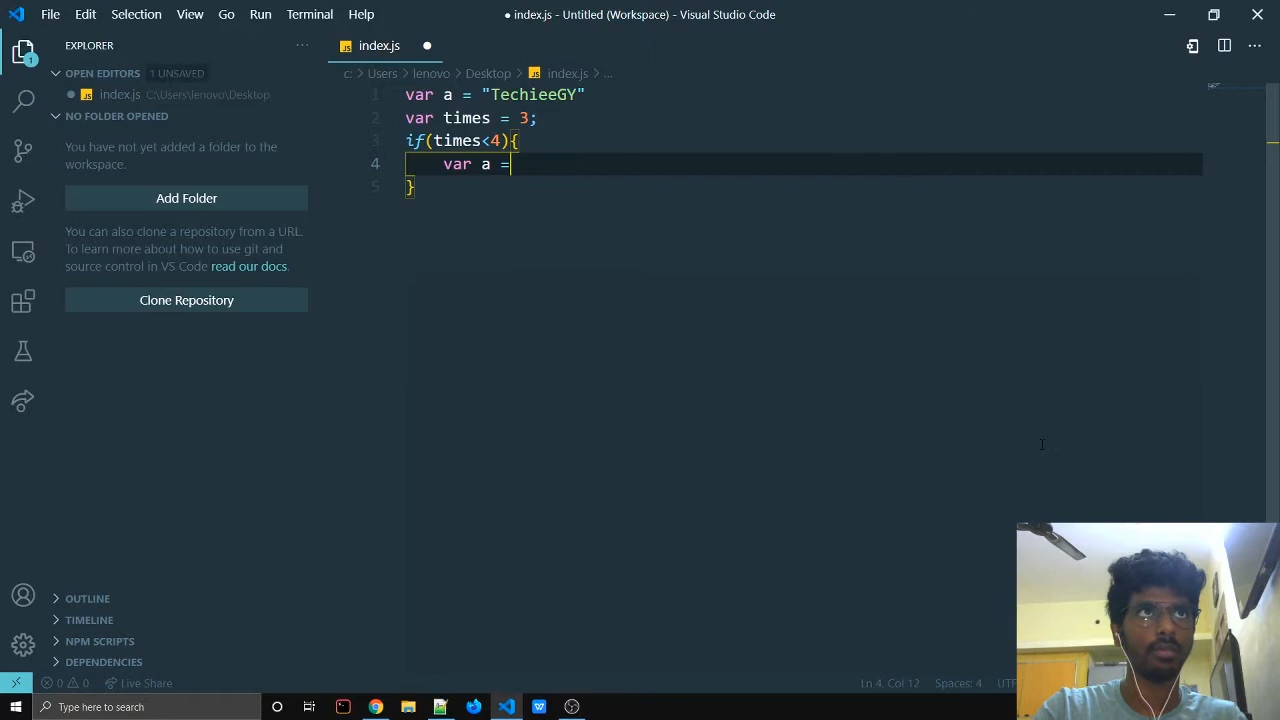 File Edit Selection View Go Run Terminal Help
● index.js - Untitled (Workspace) - Visual Studio Code
EXPLORER
OPEN EDITORS 1 UNSAVED
JS index.js C:\Users\lenovo\Desktop
NO FOLDER OPENED
You have not yet added a folder to the
workspace.
Add Folder
You can also clone a repository from a URL.
To learn more about how to use git and
source control in VS Code read our docs.
Clone Repository
OUTLINE
TIMELINE
NPM SCRIPTS
DEPENDENCIES
1
JS index.js
c: > Users > lenovo > Desktop > JS index.js > ...
1 var a = "TechieeGY"
2 var times = 3;
3 if(times<4){
4 var a =
5 }
0 0 Live Share
Ln 4, Col 12 Spaces: 4
Type here to search
W